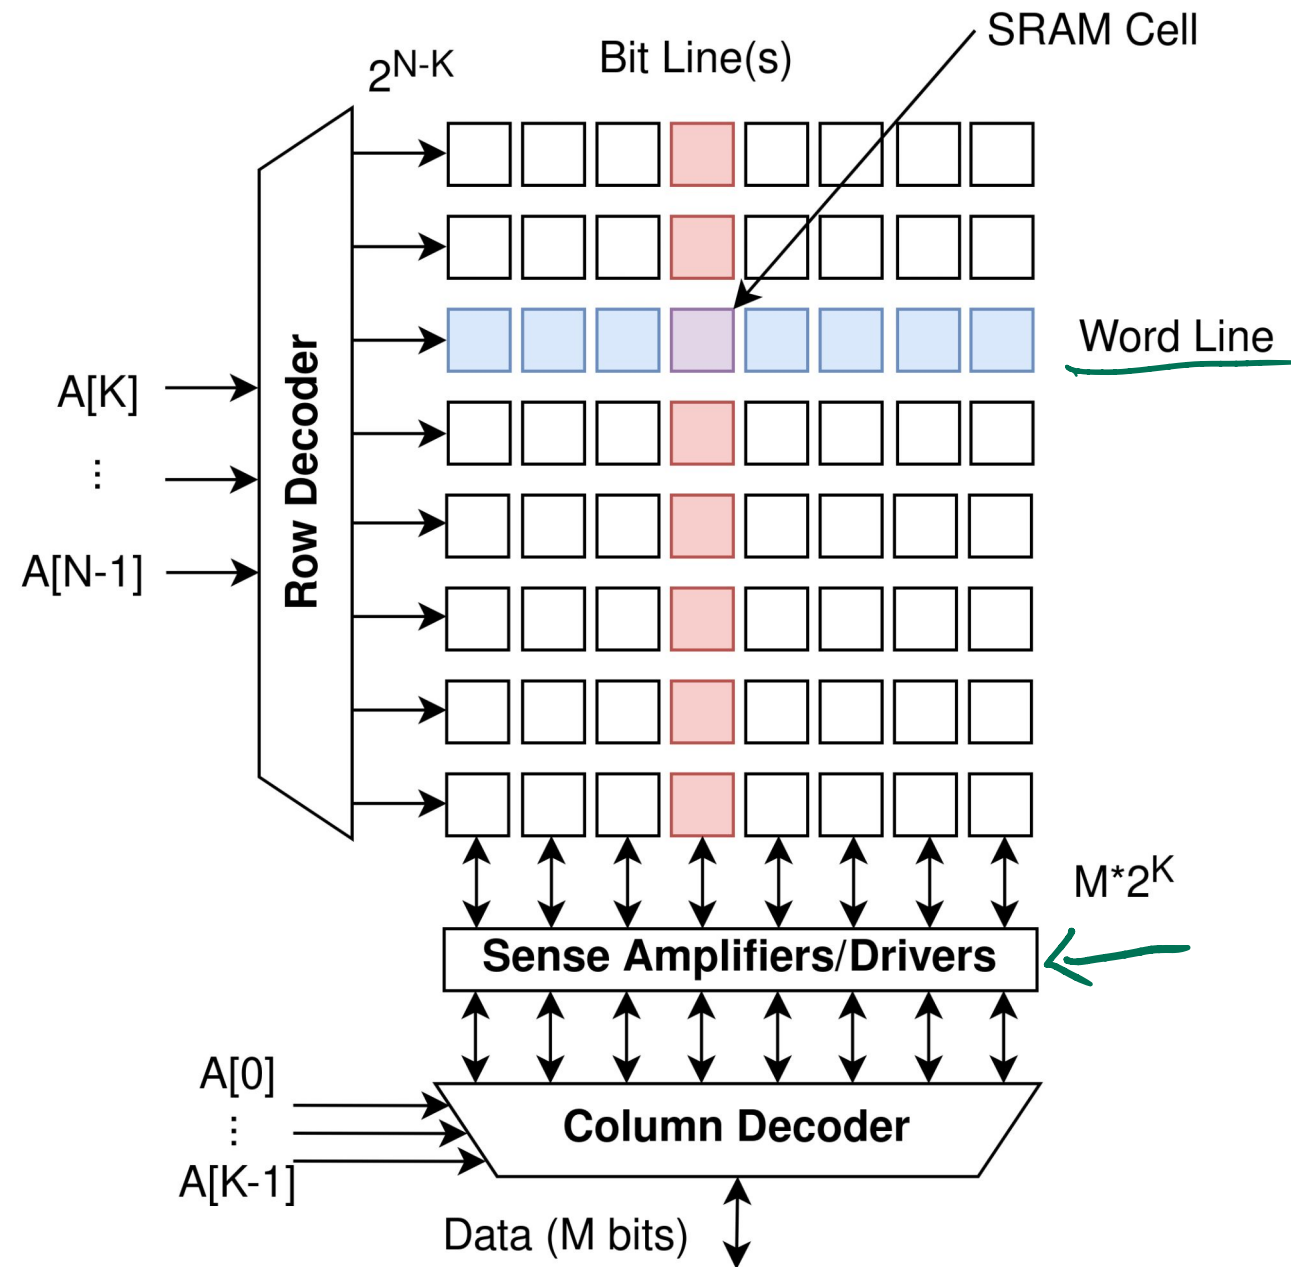 SRAM Cell
Bit Line(s)
2^{N-K}
Word Line
Row Decoder
A[K]
⋮
A[N-1]
M*2^K
Sense Amplifiers/Drivers
A[0]
⋮
A[K-1]
Column Decoder
Data (M bits)